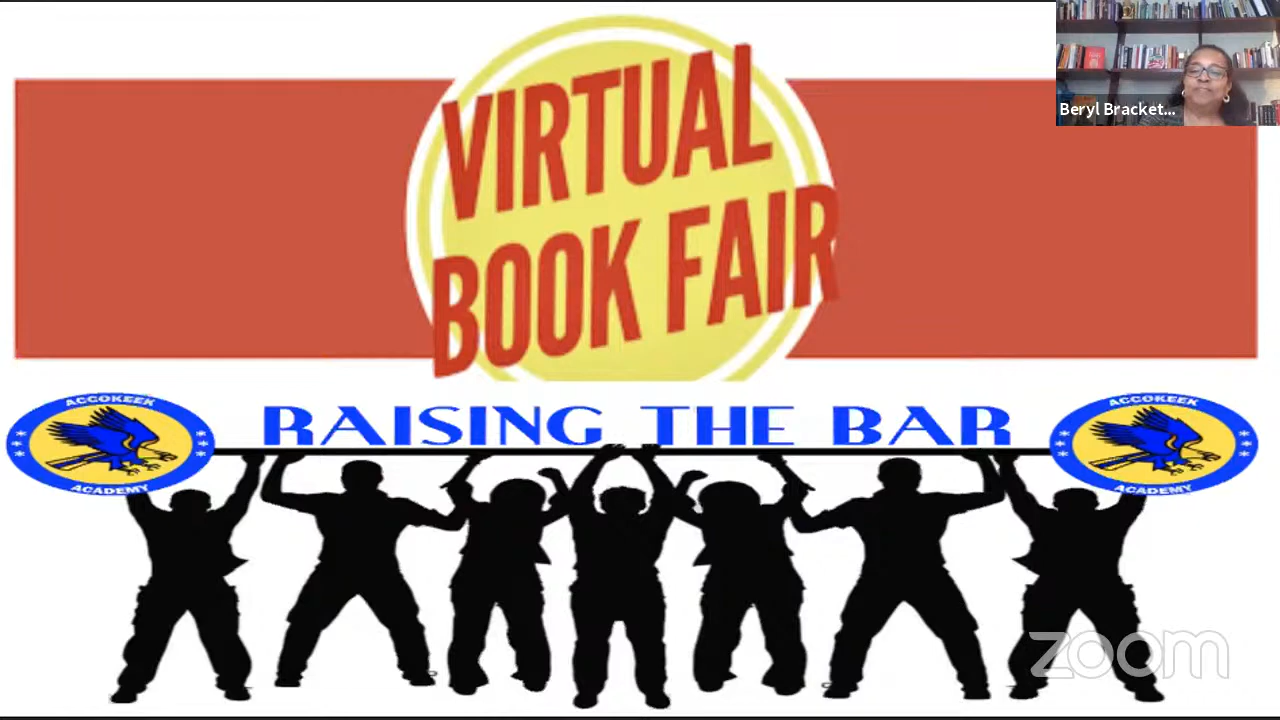 VIRTUAL
BOOK FAIR
Beryl Bracket...
RAISING THE BAR
ACCOKEEK
ACADEMY
ACCOKEEK
ACADEMY
zoom